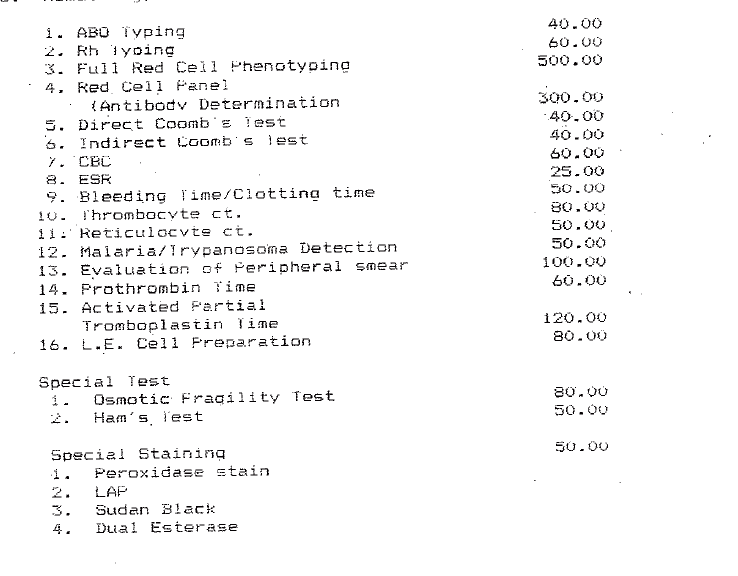 1. ABO Typing 40.00
2. Rh Typing 60.00
3. Full Red Cell Phenotyping 500.00
4. Red Cell Panel
(Antibody Determination 300.00
5. Direct Coomb's Test 40.00
6. Indirect Coomb's Test 40.00
7. CBC 60.00
8. ESR 25.00
9. Bleeding Time/Clotting time 50.00
10. Thrombocyte ct. 80.00
11. Reticulocyte ct. 50.00
12. Malaria/Trypanosoma Detection 50.00
13. Evaluation of Peripheral smear 100.00
14. Prothrombin Time 60.00
15. Activated Partial
Tromboplastin Time 120.00
16. L.E. Cell Preparation 80.00
Special Test
1. Osmotic Fragility Test 80.00
2. Ham's Test 50.00
Special Staining 50.00
1. Peroxidase stain
2. LAP
3. Sudan Black
4. Dual Esterase